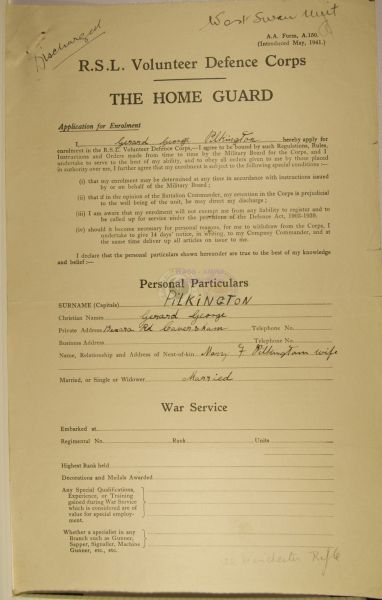 Discharged
West Swan Unit
A.A. Form, A.150.
(Introduced May, 1941.)
R.S.L. Volunteer Defence Corps
THE HOME GUARD
Application for Enrolment
I Gerard George Pilkington hereby apply for
enrolment in the R.S.L. Volunteer Defence Corps,—I agree to be bound by such Regulations, Rules,
Instructions and Orders made from time to time by the Military Board for the Corps, and I
undertake to serve to the best of my ability, and to obey all orders given to me by those placed
in authority over me, I further agree that my enrolment is subject to the following special conditions:—
(i) that my enrolment may be determined at any time in accordance with instructions issued
by or on behalf of the Military Board;
(ii) that if in the opinion of the Battalion Commander, my retention in the Corps is prejudicial
to the well being of the unit, he may direct my discharge;
(iii) I am aware that my enrolment will not exempt me from any liability to register and to
be called up for service under the provisions of the Defence Act, 1903-1939.
(iv) should it become necessary for personal reasons, for me to withdraw from the Corps, I
undertake to give 14 days' notice, in writing, to my Company Commander, and at
the same time deliver up all articles on issue to me.
I declare that the personal particulars shown hereunder are true to the best of my knowledge
and belief:—
Personal Particulars
SURNAME (Capitals) PILKINGTON
Christian Names Gerard George
Private Address Benara Rd Caversham Telephone No.
Business Address Telephone No.
Name, Relationship and Address of Next-of-kin Mary F Pilkington wife
Married, or Single or Widower Married
War Service
Embarked at
Regimental No. Rank Units
Highest Rank held
Decorations and Medals Awarded
Any Special Qualifications,
Experience, or Training
gained during War Service
which is considered are of
value for special employ-
ment.
Whether a specialist in any
Branch such as Gunner,
Sapper, Signaller, Machine
Gunner, etc., etc.
22 Winchester Rifle